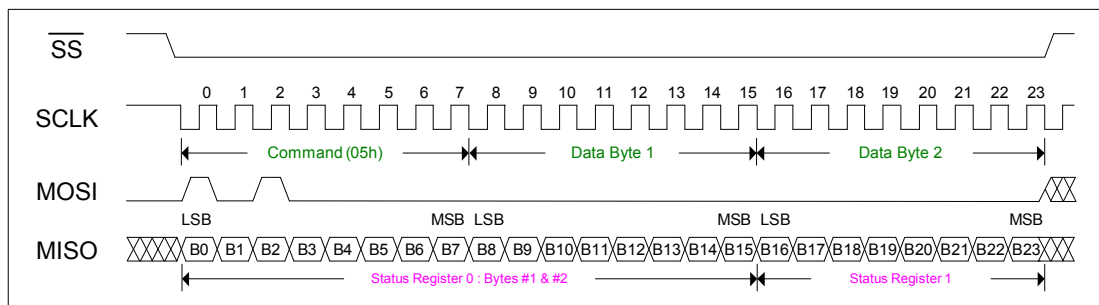 SS
0 1 2 3 4 5 6 7 8 9 10 11 12 13 14 15 16 17 18 19 20 21 22 23
SCLK
Command (05h) Data Byte 1 Data Byte 2
MOSI
LSB MSB LSB MSB LSB MSB
MISO B0 B1 B2 B3 B4 B5 B6 B7 B8 B9 B10 B11 B12 B13 B14 B15 B16 B17 B18 B19 B20 B21 B22 B23
Status Register 0 : Bytes #1 & #2 Status Register 1